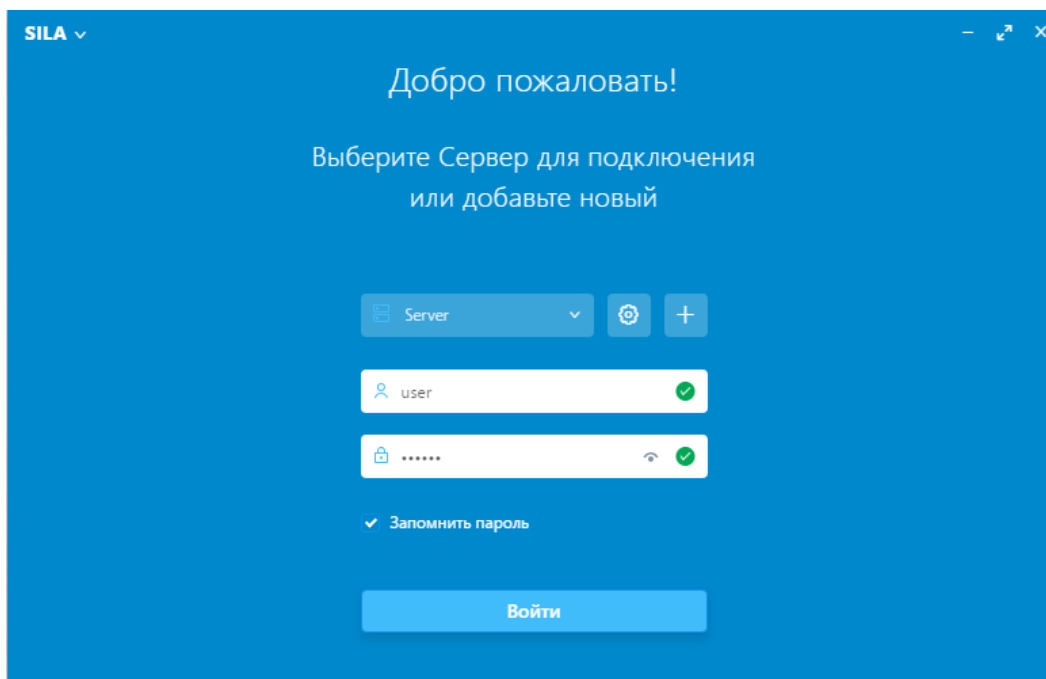 SILA
Добро пожаловать!
Выберите Сервер для подключения
или добавьте новый
Server
user
••••••
Запомнить пароль
Войти